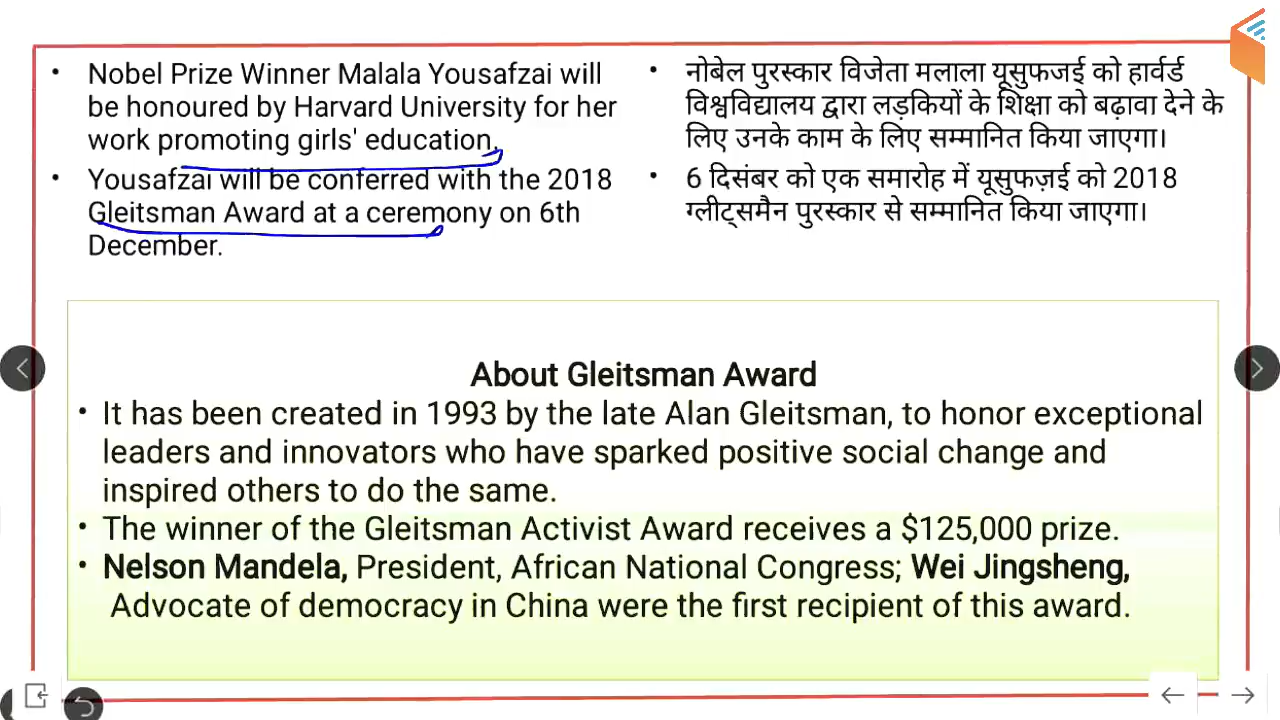 • Nobel Prize Winner Malala Yousafzai will
be honoured by Harvard University for her
work promoting girls' education.
• Yousafzai will be conferred with the 2018
Gleitsman Award at a ceremony on 6th
December.
• नोबेल पुरस्कार विजेता मलाला यूसुफजई को हार्वर्ड
विश्वविद्यालय द्वारा लड़कियों के शिक्षा को बढ़ावा देने के
लिए उनके काम के लिए सम्मानित किया जाएगा।
• 6 दिसंबर को एक समारोह में यूसुफज़ई को 2018
ग्लीट्समैन पुरस्कार से सम्मानित किया जाएगा।
About Gleitsman Award
• It has been created in 1993 by the late Alan Gleitsman, to honor exceptional
leaders and innovators who have sparked positive social change and
inspired others to do the same.
• The winner of the Gleitsman Activist Award receives a $125,000 prize.
• Nelson Mandela, President, African National Congress; Wei Jingsheng,
Advocate of democracy in China were the first recipient of this award.